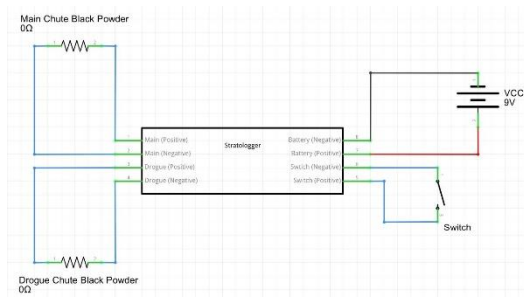 Main Chute Black Powder
0Ω
Main (Positive)
Main (Negative)
Drogue (Positive)
Drogue (Negative)
Stratologger
Battery (Negative)
Battery (Positive)
Switch (Negative)
Switch (Positive)
VCC
9V
Switch
Drogue Chute Black Powder
0Ω